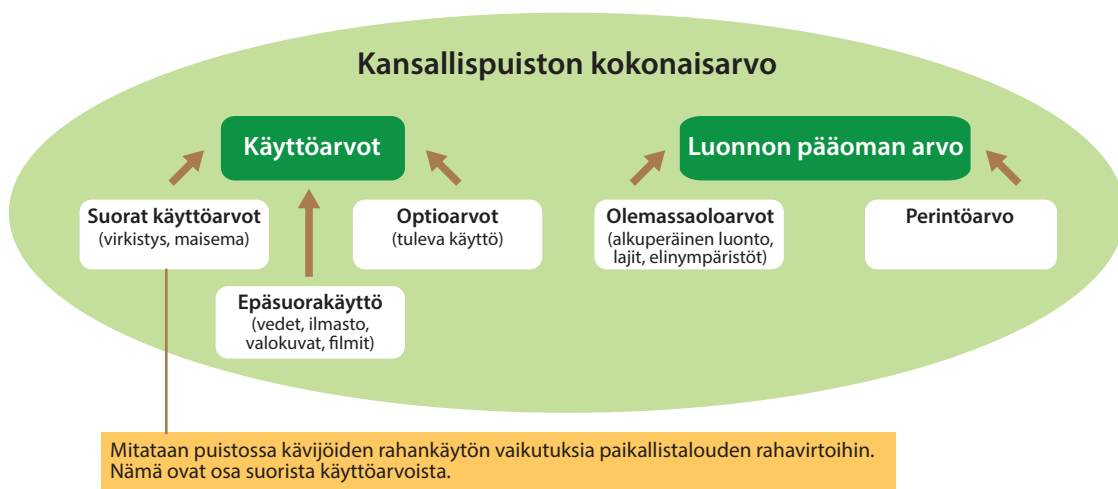 Kansallispuiston kokonaisarvo
Käyttöarvot
Luonnon pääoman arvo
Suorat käyttöarvot
(virkistys, maisema)
Optioarvot
(tuleva käyttö)
Olemassaoloarvot
(alkuperäinen luonto,
lajit, elinympäristöt)
Perintöarvo
Epäsuorakäyttö
(vedet, ilmasto,
valokuvat, filmit)
Mitataan puistossa kävijöiden rahankäytön vaikutuksia paikallistalouden rahavirtoihin.
Nämä ovat osa suorista käyttöarvoista.